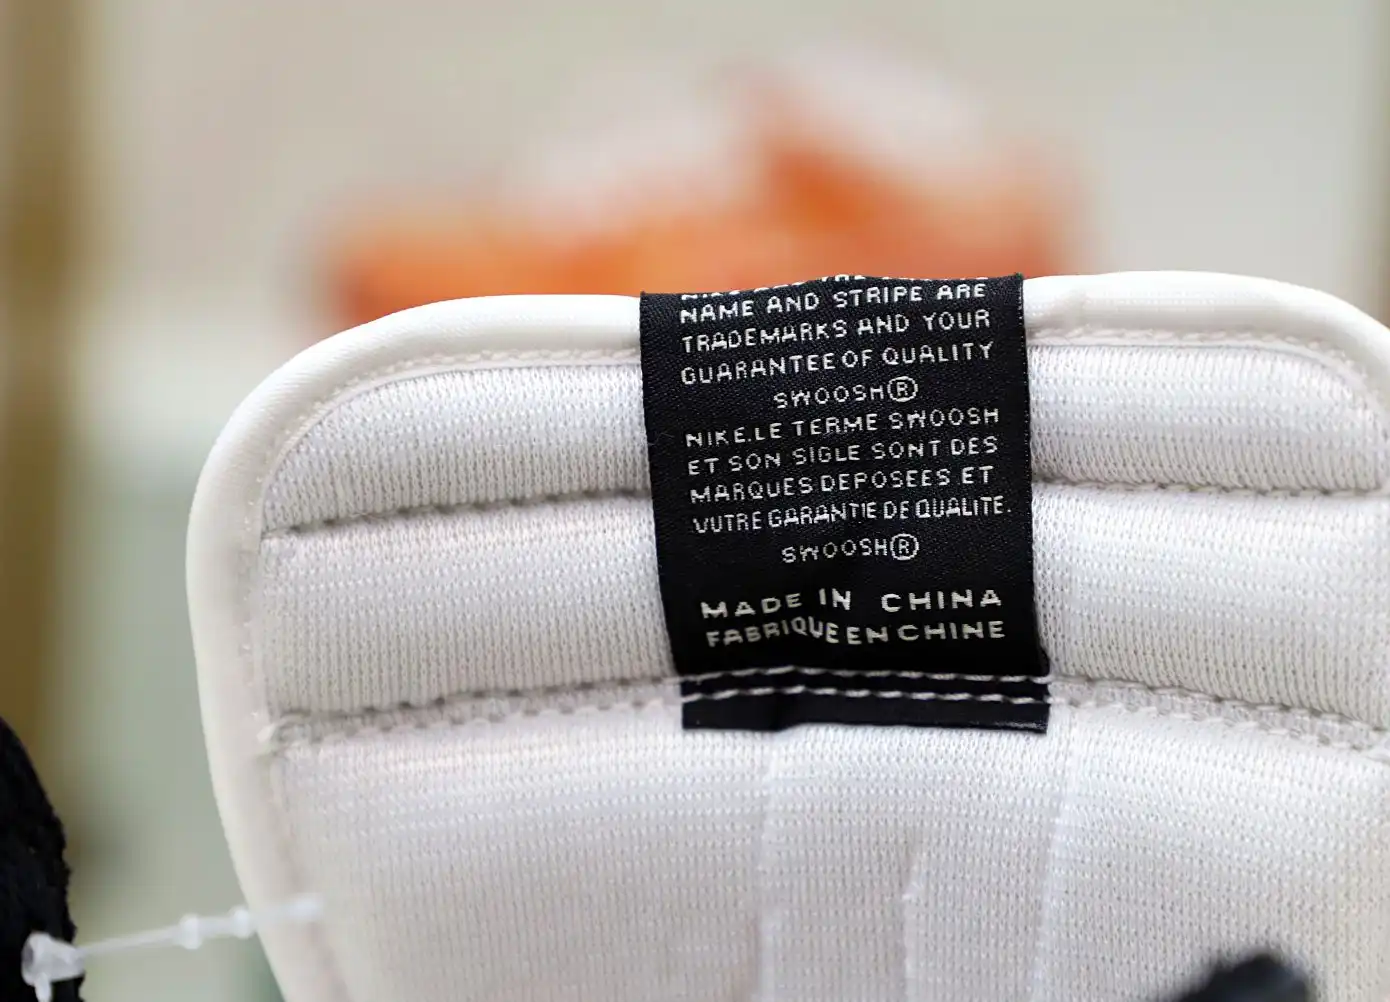 NAME AND STRIPE ARE
TRADEMARKS AND YOUR
GUARANTEE OF QUALITY
SWOOSH®
NIKE.LE TERME SWOOSH
ET SON SIGLE SONT DES
MARQUES DEPOSEES ET
VUTRE GARANTIE DE QUALITE.
SWOOSH®
MADE IN CHINA
FABRIQUE EN CHINE